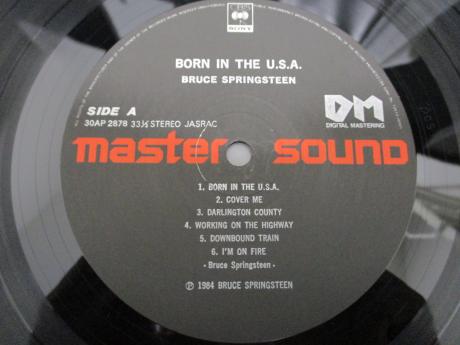 CBS
SONY
BORN IN THE U.S.A.
BRUCE SPRINGSTEEN
SIDE A
30AP 2878 33⅓ STEREO JASRAC
DM
DIGITAL MASTERING
master sound
1. BORN IN THE U.S.A.
2. COVER ME
3. DARLINGTON COUNTY
4. WORKING ON THE HIGHWAY
5. DOWNBOUND TRAIN
6. I'M ON FIRE
- Bruce Springsteen -
Ⓟ 1984 BRUCE SPRINGSTEEN